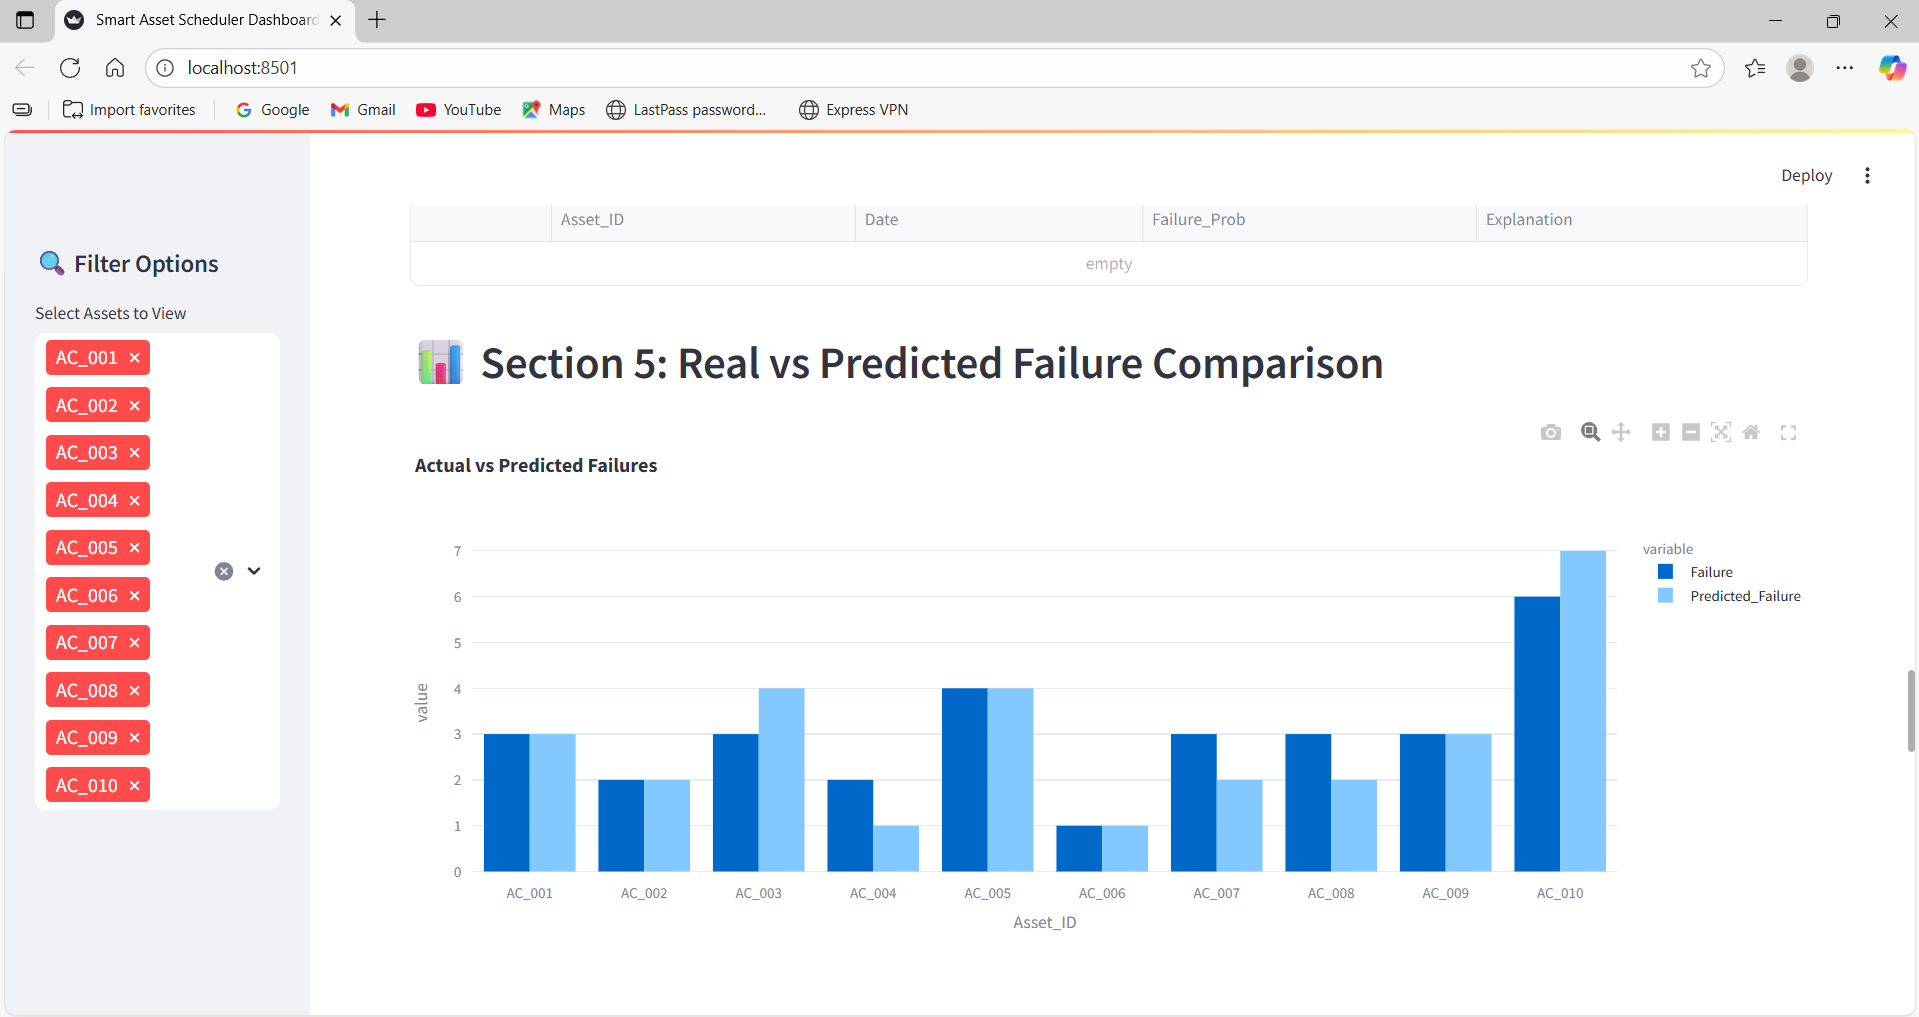 Smart Asset Scheduler Dashboard
localhost:8501
Import favorites
Google
Gmail
YouTube
Maps
LastPass password...
Express VPN
Deploy
Filter Options
Select Assets to View
AC_001
AC_002
AC_003
AC_004
AC_005
AC_006
AC_007
AC_008
AC_009
AC_010
Asset_ID Date Failure_Prob Explanation
empty
Section 5: Real vs Predicted Failure Comparison
Actual vs Predicted Failures
7
6
5
4
3
2
1
0
value
AC_001 AC_002 AC_003 AC_004 AC_005 AC_006 AC_007 AC_008 AC_009 AC_010
Asset_ID
variable
Failure
Predicted_Failure